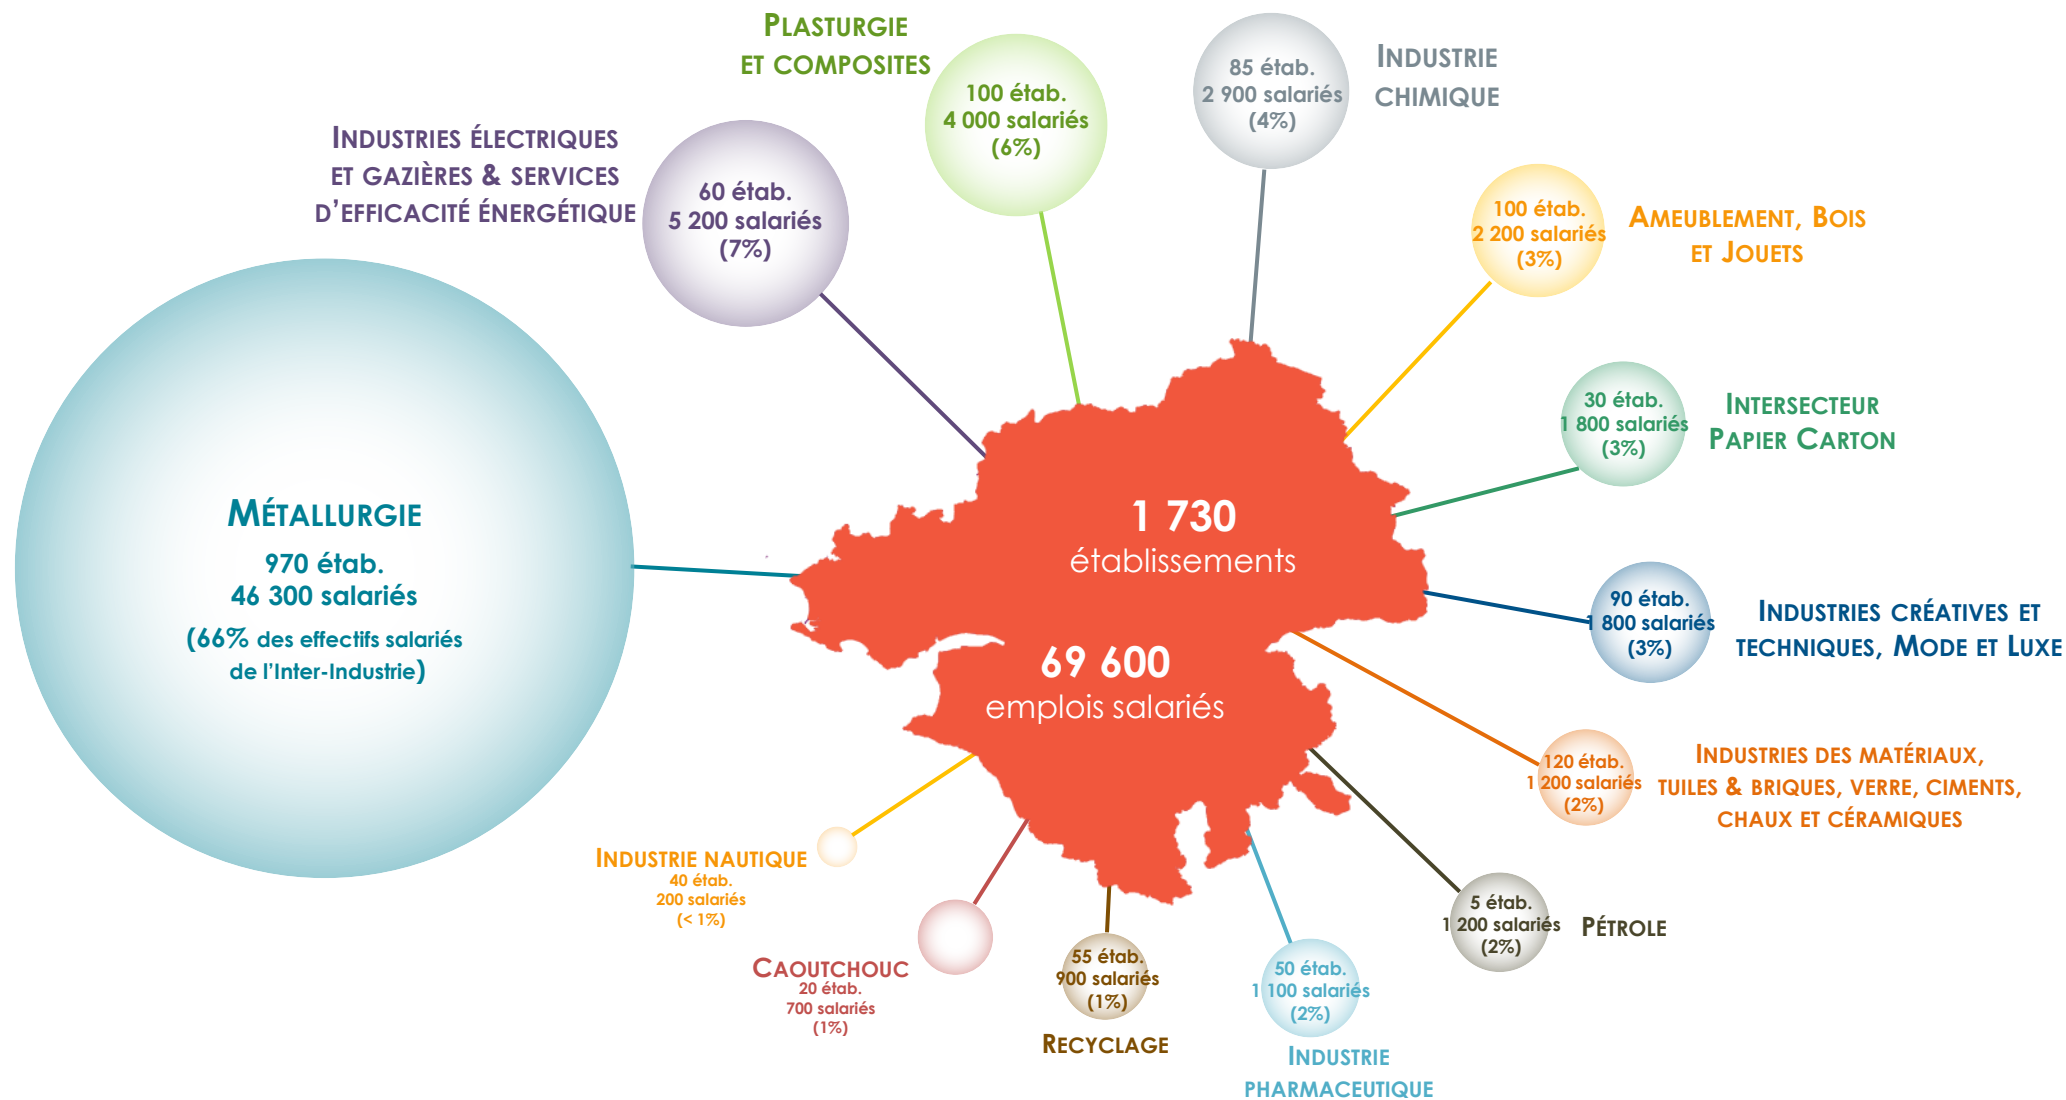 PLASTURGIE
ET COMPOSITES
100 étab.
4 000 salariés
(6%)
85 étab.
2 900 salariés
(4%)
INDUSTRIE
CHIMIQUE
INDUSTRIES ÉLECTRIQUES
ET GAZIÈRES & SERVICES
D'EFFICACITÉ ÉNERGÉTIQUE
60 étab.
5 200 salariés
(7%)
100 étab.
2 200 salariés
(3%)
AMEUBLEMENT, BOIS
ET JOUETS
30 étab.
1 800 salariés
(3%)
INTERSECTEUR
PAPIER CARTON
MÉTALLURGIE
970 étab.
46 300 salariés
(66% des effectifs salariés
de l'Inter-Industrie)
1 730
établissements
69 600
emplois salariés
90 étab.
1 800 salariés
(3%)
INDUSTRIES CRÉATIVES ET
TECHNIQUES, MODE ET LUXE
120 étab.
1 200 salariés
(2%)
INDUSTRIES DES MATÉRIAUX,
TUILES & BRIQUES, VERRE, CIMENTS,
CHAUX ET CÉRAMIQUES
INDUSTRIE NAUTIQUE
40 étab.
200 salariés
(< 1%)
CAOUTCHOUC
20 étab.
700 salariés
(1%)
55 étab.
900 salariés
(1%)
RECYCLAGE
50 étab.
1 100 salariés
(2%)
INDUSTRIE
PHARMACEUTIQUE
5 étab.
1 200 salariés
(2%)
PÉTROLE